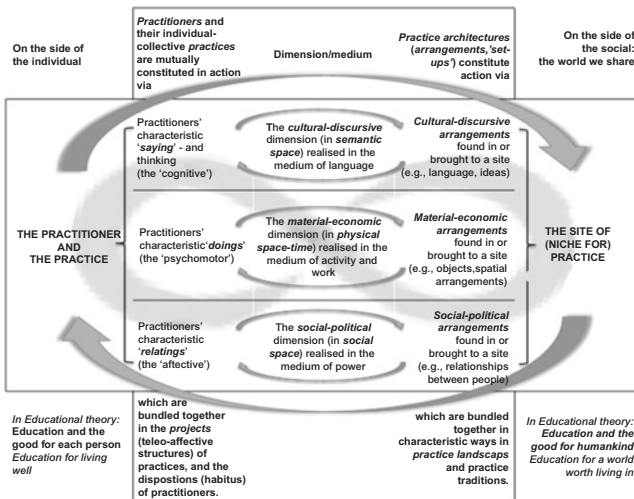 On the side of
the individual
Practitioners and
their individual-
collective practices
are mutually
constituted in action
via
Dimension/medium
Practice architectures
(arrangements,'set-
ups') constitute
action via
On the side of
the social:
the world we share
THE PRACTITIONER
AND
THE PRACTICE
Practitioners'
characteristic
'saying' - and
thinking
(the 'cognitive')
The cultural-discursive
dimension (in semantic
space) realised in the
medium of language
Cultural-discursive
arrangements
found in or
brought to a site
(e.g., language, ideas)
Practitioners'
characteristic'doings'
(the 'psychomotor')
The material-economic
dimension (in physical
space-time) realised in the
medium of activity and
work
Material-economic
arrangements
found in or
brought to a site
(e.g., objects,spatial
arrangements)
Practitioners'
characteristic
'relatings'
(the 'affective')
The social-political
dimension (in social
space) realised in the
medium of power
Social-political
arrangements
found in or
brought to a site
(e.g., relationships
between people)
THE SITE OF
(NICHE FOR)
PRACTICE
In Educational theory:
Education and the
good for each person
Education for living
well
which are
bundled together
in the projects
(teleo-affective
structures) of
practices, and the
dispostions (habitus)
of practitioners.
which are bundled
together in
characteristic ways in
practice landscaps
and practice
traditions.
In Educational theory:
Education and the
good for humankind
Education for a world
worth living in